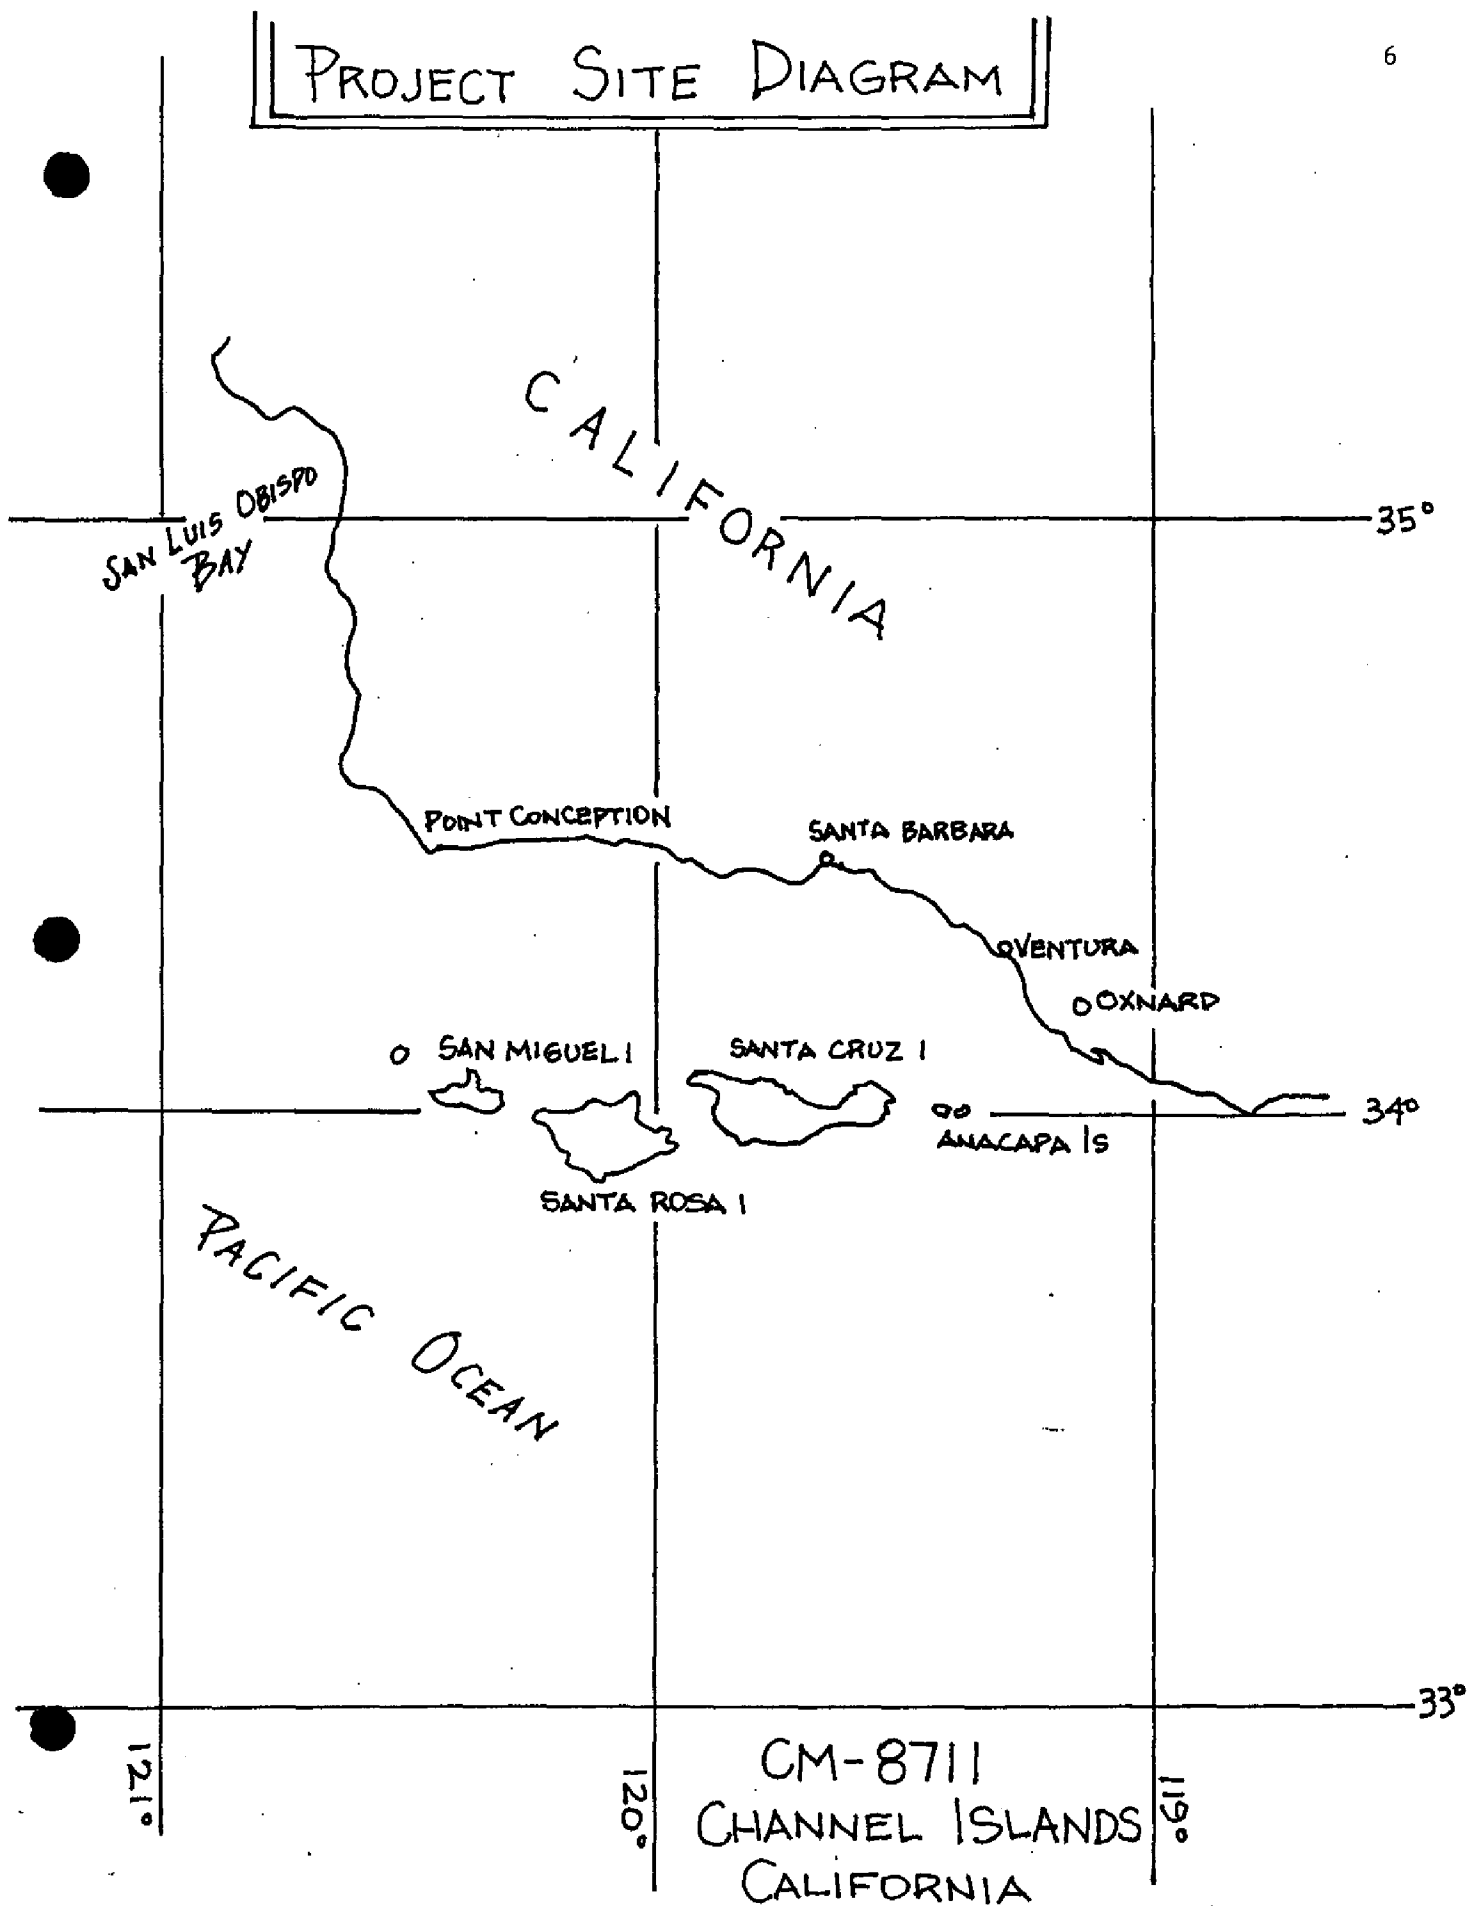 PROJECT SITE DIAGRAM
6
CALIFORNIA
SAN LUIS OBISPO
BAY
35°
POINT CONCEPTION
SANTA BARBARA
VENTURA
OXNARD
SAN MIGUEL I
SANTA CRUZ I
34°
ANACAPA IS
SANTA ROSA I
PACIFIC OCEAN
33°
121°
120°
119°
CM-8711
CHANNEL ISLANDS
CALIFORNIA